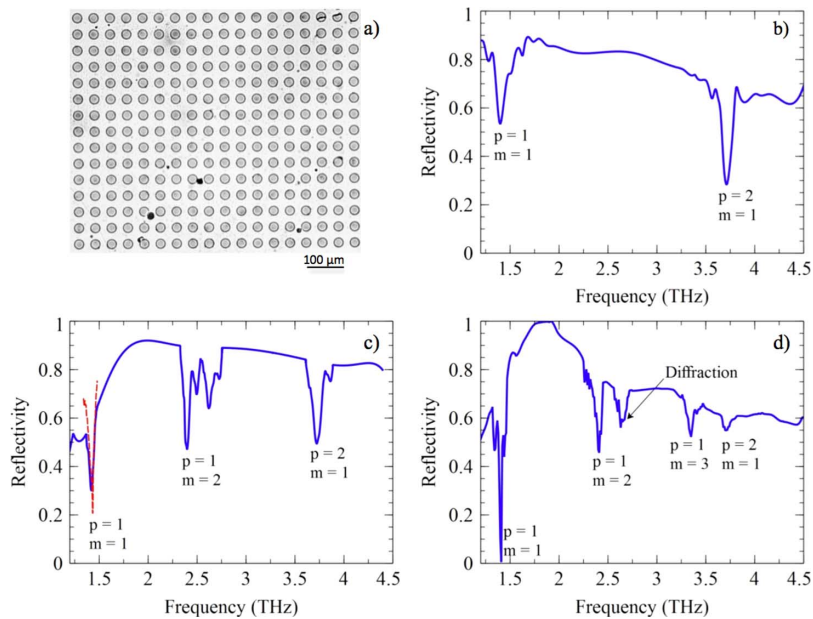 a)
100 µm
b)
Reflectivity
1
0.8
0.6
0.4
0.2
0
p = 1
m = 1
p = 2
m = 1
1.5 2 2.5 3 3.5 4 4.5
Frequency (THz)
c)
Reflectivity
1
0.8
0.6
0.4
0.2
0
p = 1
m = 2
p = 2
m = 1
p = 1
m = 1
1.5 2 2.5 3 3.5 4 4.5
Frequency (THz)
d)
Reflectivity
1
0.8
0.6
0.4
0.2
0
Diffraction
p = 1
m = 3
p = 2
m = 1
p = 1
m = 2
p = 1
m = 1
1.5 2 2.5 3 3.5 4 4.5
Frequency (THz)